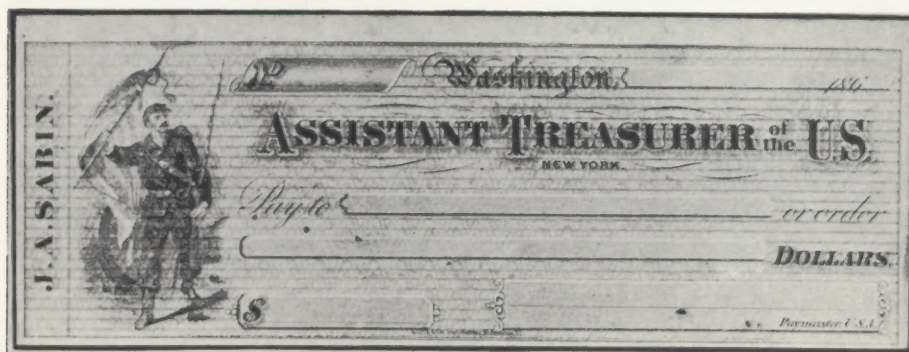 J. A. SABIN.
No
Washington, 186
ASSISTANT TREASURER of the U.S.
NEW YORK.
Pay to or order
DOLLARS.
$
Paymaster, U.S.A.